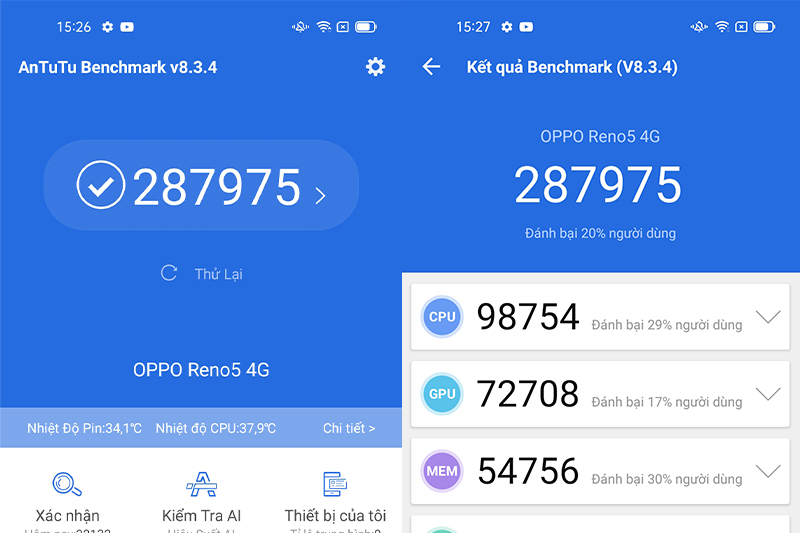 15:26
AnTuTu Benchmark v8.3.4
287975
Thử Lại
OPPO Reno5 4G
Nhiệt Độ Pin:34,1℃ Nhiệt độ CPU:37,9℃ Chi tiết >
Xác nhận Kiểm Tra AI Thiết bị của tôi
15:27
Kết quả Benchmark (V8.3.4)
OPPO Reno5 4G
287975
Đánh bại 20% người dùng
CPU 98754 Đánh bại 29% người dùng
GPU 72708 Đánh bại 17% người dùng
MEM 54756 Đánh bại 30% người dùng